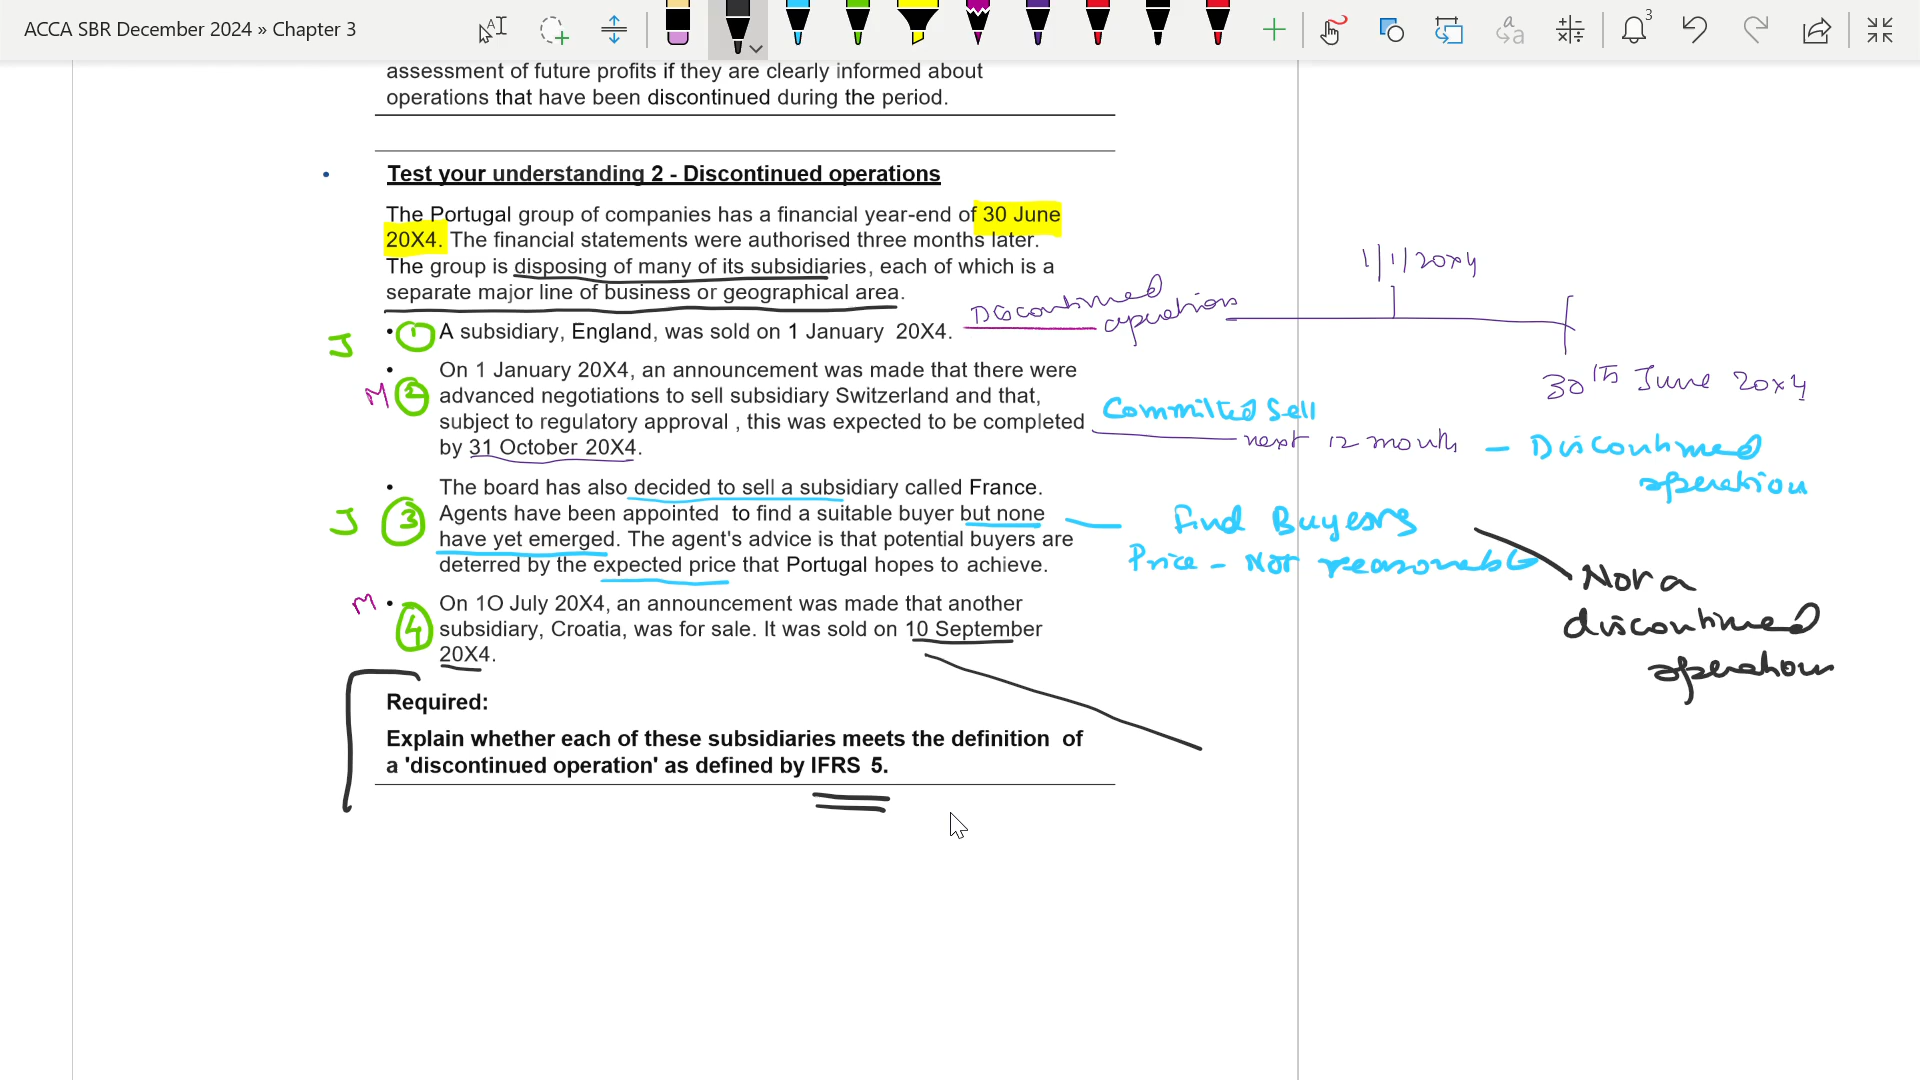 ACCA SBR December 2024 » Chapter 3
3
assessment of future profits if they are clearly informed about
operations that have been discontinued during the period.
• Test your understanding 2 - Discontinued operations
The Portugal group of companies has a financial year-end of 30 June
20X4. The financial statements were authorised three months later.
The group is disposing of many of its subsidiaries, each of which is a
separate major line of business or geographical area.
J • 1 A subsidiary, England, was sold on 1 January 20X4.
Discontinued
operations
1/1/20x4
30th June 20x4
• On 1 January 20X4, an announcement was made that there were
M 2 advanced negotiations to sell subsidiary Switzerland and that,
subject to regulatory approval , this was expected to be completed
by 31 October 20X4.
Committed Sell
next 12 month - Discontinued
operation
• The board has also decided to sell a subsidiary called France.
J 3 Agents have been appointed to find a suitable buyer but none
have yet emerged. The agent's advice is that potential buyers are
deterred by the expected price that Portugal hopes to achieve.
Find Buyers
Price - Not reasonable
Not a
discontinued
operation
M • On 1O July 20X4, an announcement was made that another
4 subsidiary, Croatia, was for sale. It was sold on 10 September
20X4.
Required:
Explain whether each of these subsidiaries meets the definition of
a 'discontinued operation' as defined by IFRS 5.